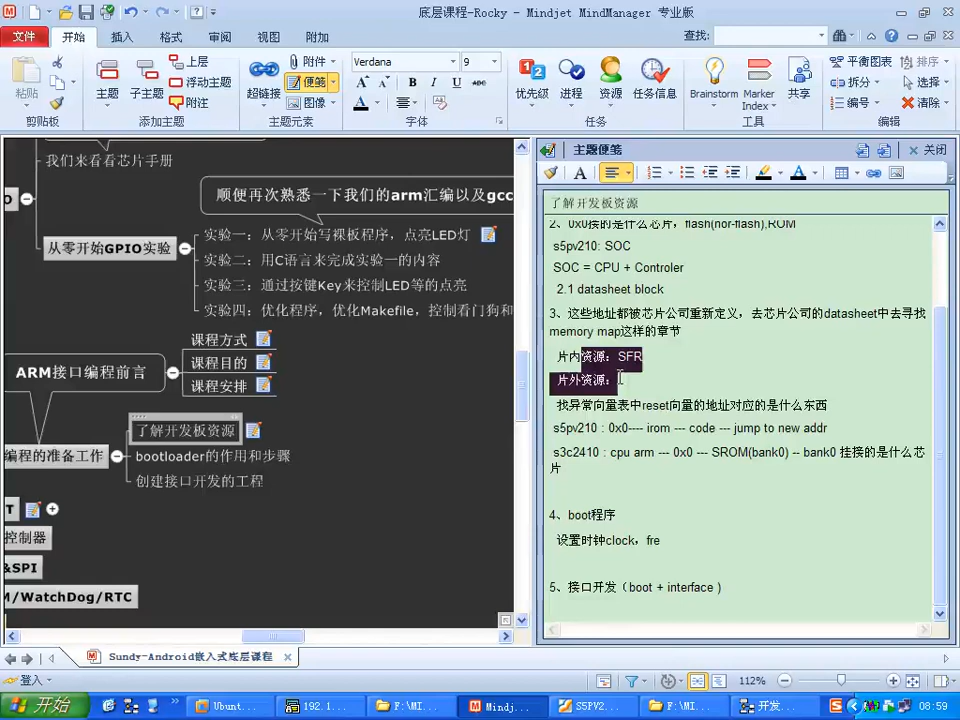 底层课程-Rocky - Mindjet MindManager 专业版
文件 开始 插入 格式 审阅 视图 附加 查找:
粘贴 主题 子主题 上层 浮动主题 附注 超链接 附件 便笺 图像 Verdana 9 优先级 进程 资源 任务信息 Brainstorm Marker Index 共享 平衡图表 拆分 编号 排序 选择 清除
剪贴板 添加主题 主题元素 字体 任务 工具 编辑
我们来看看芯片手册
顺便再次熟悉一下我们的arm汇编以及gcc
从零开始GPIO实验
实验一：从零开始写裸板程序，点亮LED灯
实验二：用C语言来完成实验一的内容
实验三：通过按键Key来控制LED等的点亮
实验四：优化程序，优化Makefile，控制看门狗和
ARM接口编程前言
课程方式
课程目的
课程安排
编程的准备工作
了解开发板资源
bootloader的作用和步骤
创建接口开发的工程
T
控制器
&SPI
M/WatchDog/RTC
Sundy-Android嵌入式底层课程
主题便笺 关闭
了解开发板资源
2、0x0接的是什么芯片，flash(nor-flash),ROM
s5pv210: SOC
SOC = CPU + Controler
2.1 datasheet block
3、这些地址都被芯片公司重新定义，去芯片公司的datasheet中去寻找
memory map这样的章节
片内资源：SFR
片外资源：
找异常向量表中reset向量的地址对应的是什么东西
s5pv210 : 0x0---- irom --- code --- jump to new addr
s3c2410 : cpu arm --- 0x0 --- SROM(bank0) -- bank0 挂接的是什么芯
片
4、boot程序
设置时钟clock，fre
5、接口开发（boot + interface ）
登入 112%
开始 Ubunt... 192.1... F:\MI... Mindj... S5PV2... F:\MI... 开发... 08:59